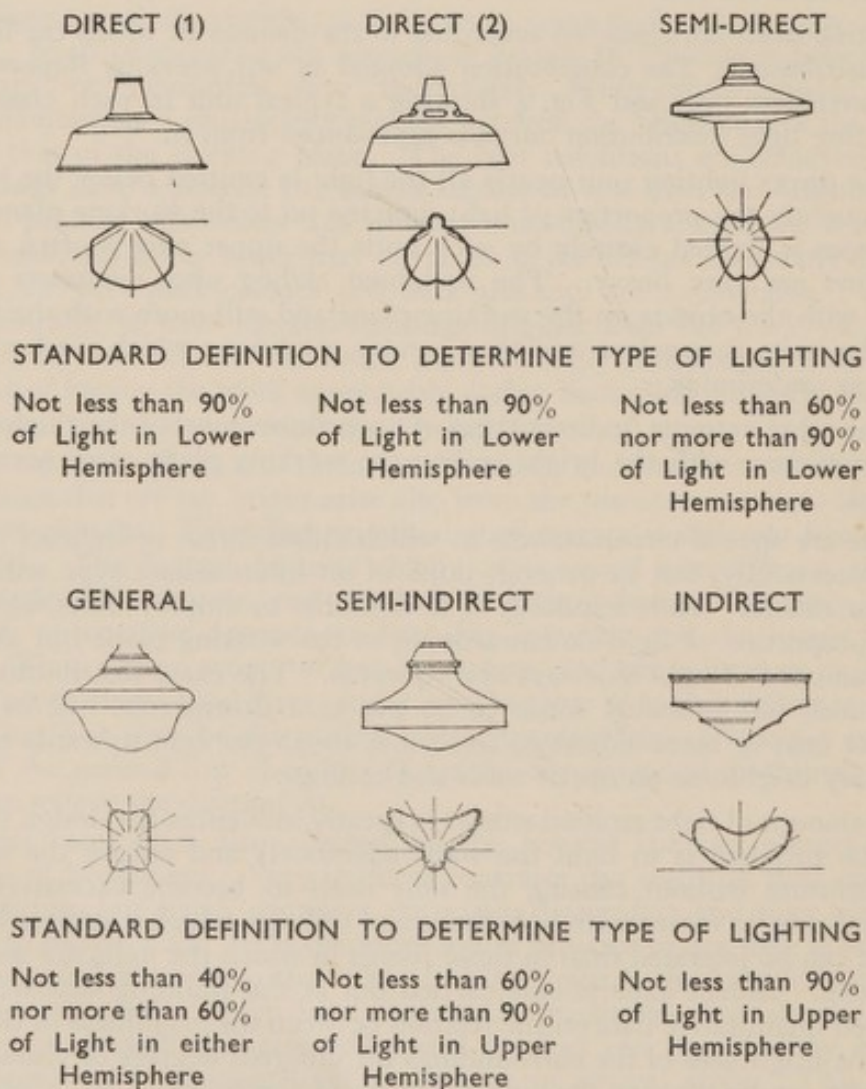 DIRECT (1)
DIRECT (2)
SEMI-DIRECT
STANDARD DEFINITION TO DETERMINE TYPE OF LIGHTING
Not less than 90%
of Light in Lower
Hemisphere
Not less than 90%
of Light in Lower
Hemisphere
Not less than 60%
nor more than 90%
of Light in Lower
Hemisphere
GENERAL
SEMI-INDIRECT
INDIRECT
STANDARD DEFINITION TO DETERMINE TYPE OF LIGHTING
Not less than 40%
nor more than 60%
of Light in either
Hemisphere
Not less than 60%
nor more than 90%
of Light in Upper
Hemisphere
Not less than 90%
of Light in Upper
Hemisphere